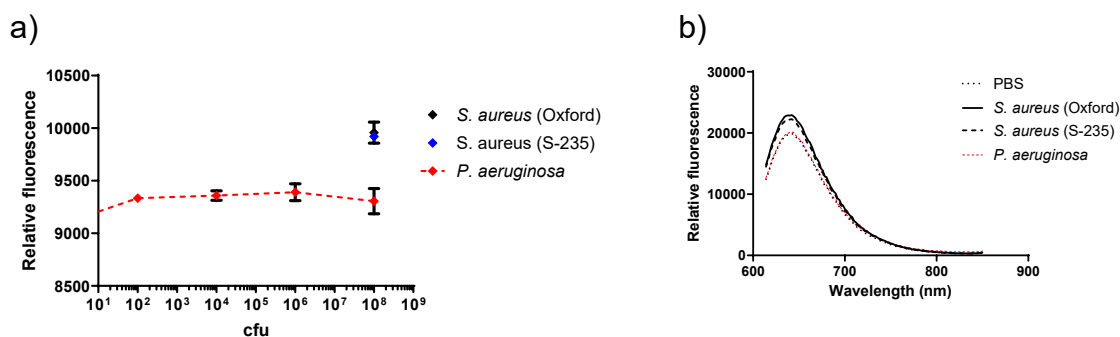 a)
10500
10000
9500
9000
8500
Relative fluorescence
10¹ 10² 10³ 10⁴ 10⁵ 10⁶ 10⁷ 10⁸ 10⁹
cfu
S. aureus (Oxford)
S. aureus (S-235)
P. aeruginosa
b)
30000
20000
10000
0
Relative fluorescence
600 700 800 900
Wavelength (nm)
PBS
S. aureus (Oxford)
S. aureus (S-235)
P. aeruginosa